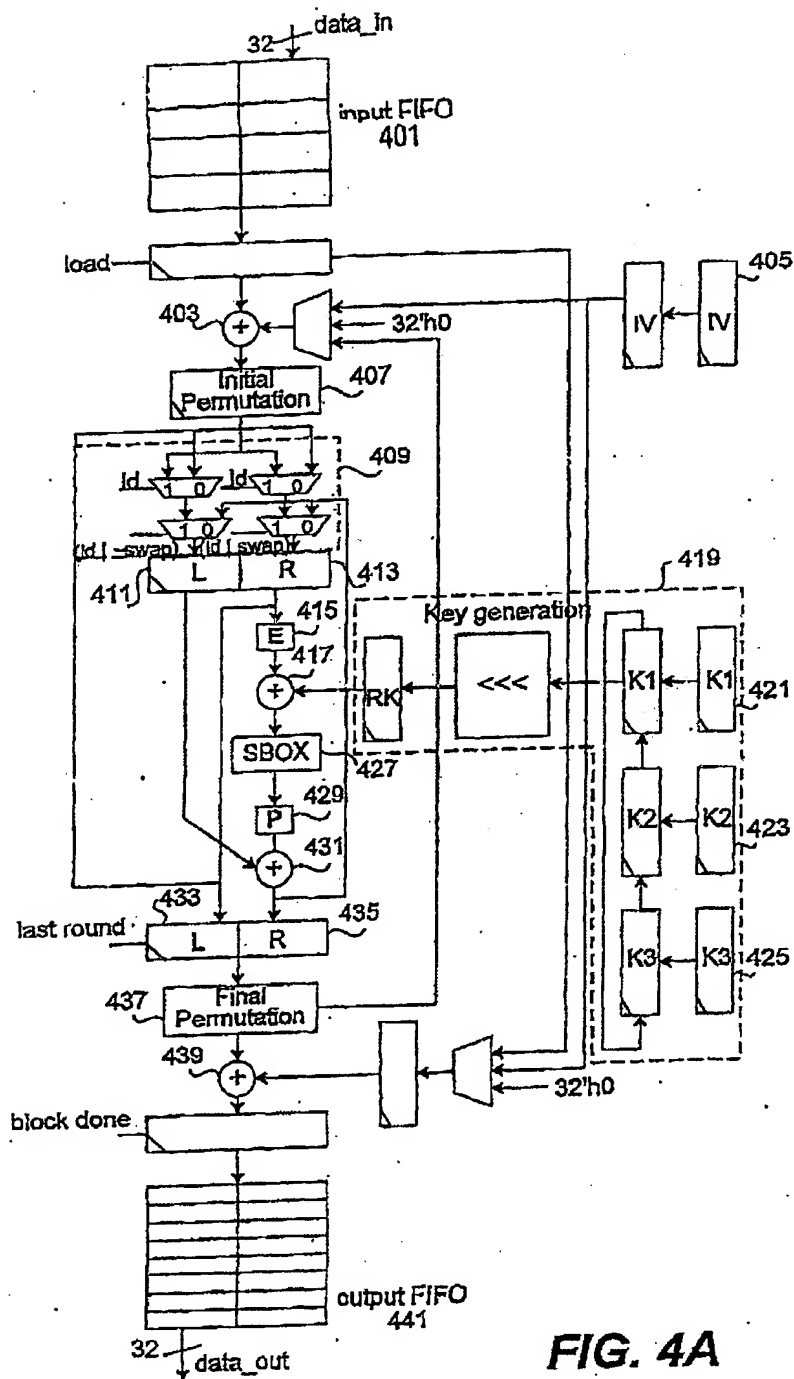 32
data_in
input FIFO
401
load
403
32'h0
IV
IV
405
Initial
Permutation
407
409
ld
1 0
ld
1 0
1 0
1 0
(ld | ~swap)
(ld | swap)
411
L
R
413
415
E
417
419
Key generation
RK
<<<
K1
K1
421
SBOX
427
429
P
431
K2
K2
423
433
435
last round
L
R
K3
K3
425
437
Final
Permutation
439
32'h0
block done
output FIFO
441
32
data_out
FIG. 4A